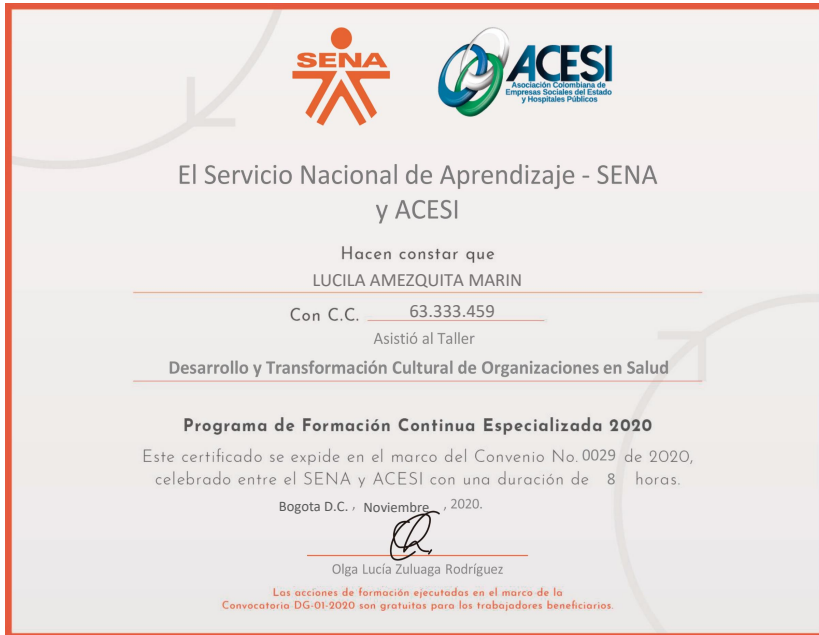 SENA
ACESI
Asociación Colombiana de
Empresas Sociales del Estado
y Hospitales Públicos
El Servicio Nacional de Aprendizaje - SENA
y ACESI
Hacen constar que
LUCILA AMEZQUITA MARIN
Con C.C. 63.333.459
Asistió al Taller
Desarrollo y Transformación Cultural de Organizaciones en Salud
Programa de Formación Continua Especializada 2020
Este certificado se expide en el marco del Convenio No. 0029 de 2020,
celebrado entre el SENA y ACESI con una duración de 8 horas.
Bogota D.C. , Noviembre , 2020.
Olga Lucía Zuluaga Rodríguez
Las acciones de formación ejecutadas en el marco de la
Convocatoria DG-01-2020 son gratuitas para los trabajadores beneficiarios.